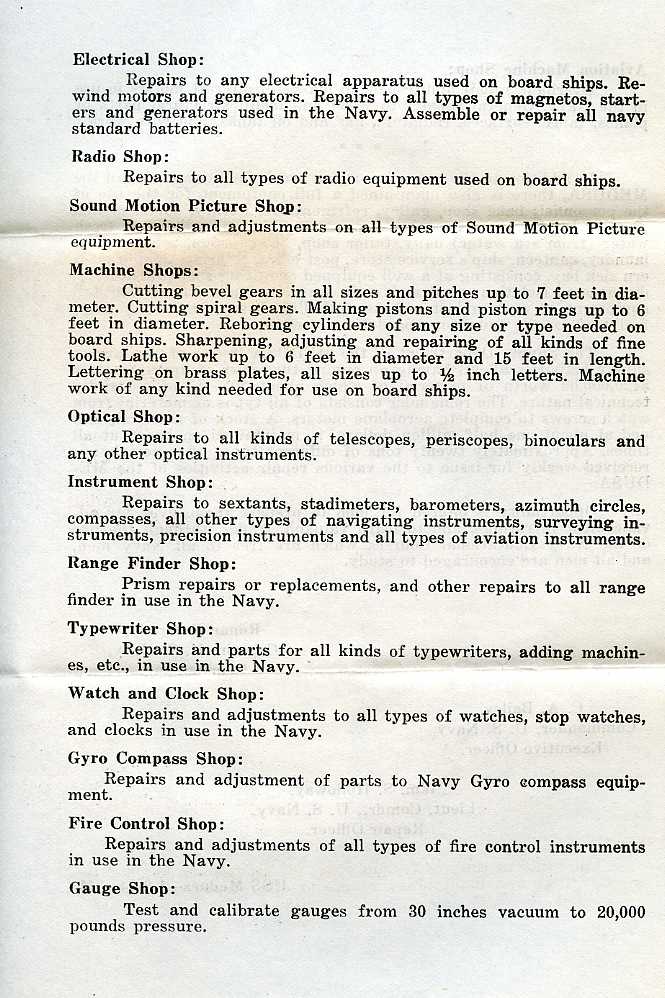 Electrical Shop:
Repairs to any electrical apparatus used on board ships. Re-
wind motors and generators. Repairs to all types of magnetos, start-
ers and generators used in the Navy. Assemble or repair all navy
standard batteries.
Radio Shop:
Repairs to all types of radio equipment used on board ships.
Sound Motion Picture Shop:
Repairs and adjustments on all types of Sound Motion Picture
equipment.
Machine Shops:
Cutting bevel gears in all sizes and pitches up to 7 feet in dia-
meter. Cutting spiral gears. Making pistons and piston rings up to 6
feet in diameter. Reboring cylinders of any size or type needed on
board ships. Sharpening, adjusting and repairing of all kinds of fine
tools. Lathe work up to 6 feet in diameter and 15 feet in length.
Lettering on brass plates, all sizes up to ½ inch letters. Machine
work of any kind needed for use on board ships.
Optical Shop:
Repairs to all kinds of telescopes, periscopes, binoculars and
any other optical instruments.
Instrument Shop:
Repairs to sextants, stadimeters, barometers, azimuth circles,
compasses, all other types of navigating instruments, surveying in-
struments, precision instruments and all types of aviation instruments.
Range Finder Shop:
Prism repairs or replacements, and other repairs to all range
finder in use in the Navy.
Typewriter Shop:
Repairs and parts for all kinds of typewriters, adding machin-
es, etc., in use in the Navy.
Watch and Clock Shop:
Repairs and adjustments to all types of watches, stop watches,
and clocks in use in the Navy.
Gyro Compass Shop:
Repairs and adjustment of parts to Navy Gyro compass equip-
ment.
Fire Control Shop:
Repairs and adjustments of all types of fire control instruments
in use in the Navy.
Gauge Shop:
Test and calibrate gauges from 30 inches vacuum to 20,000
pounds pressure.